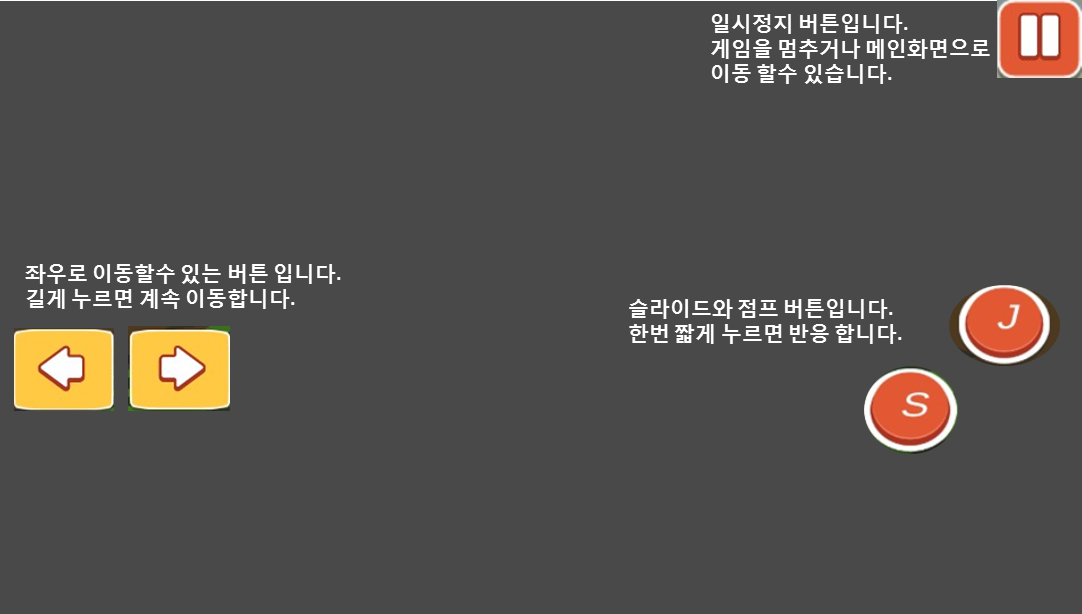 일시정지 버튼입니다.
게임을 멈추거나 메인화면으로
이동 할수 있습니다.
좌우로 이동할수 있는 버튼 입니다.
길게 누르면 계속 이동합니다.
슬라이드와 점프 버튼입니다.
한번 짧게 누르면 반응 합니다.
J
S